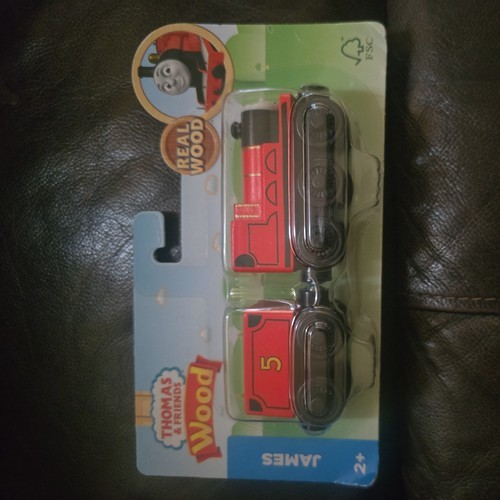 THOMAS
& FRIENDS
Wood
REAL
WOOD
FSC
5
JAMES
2+